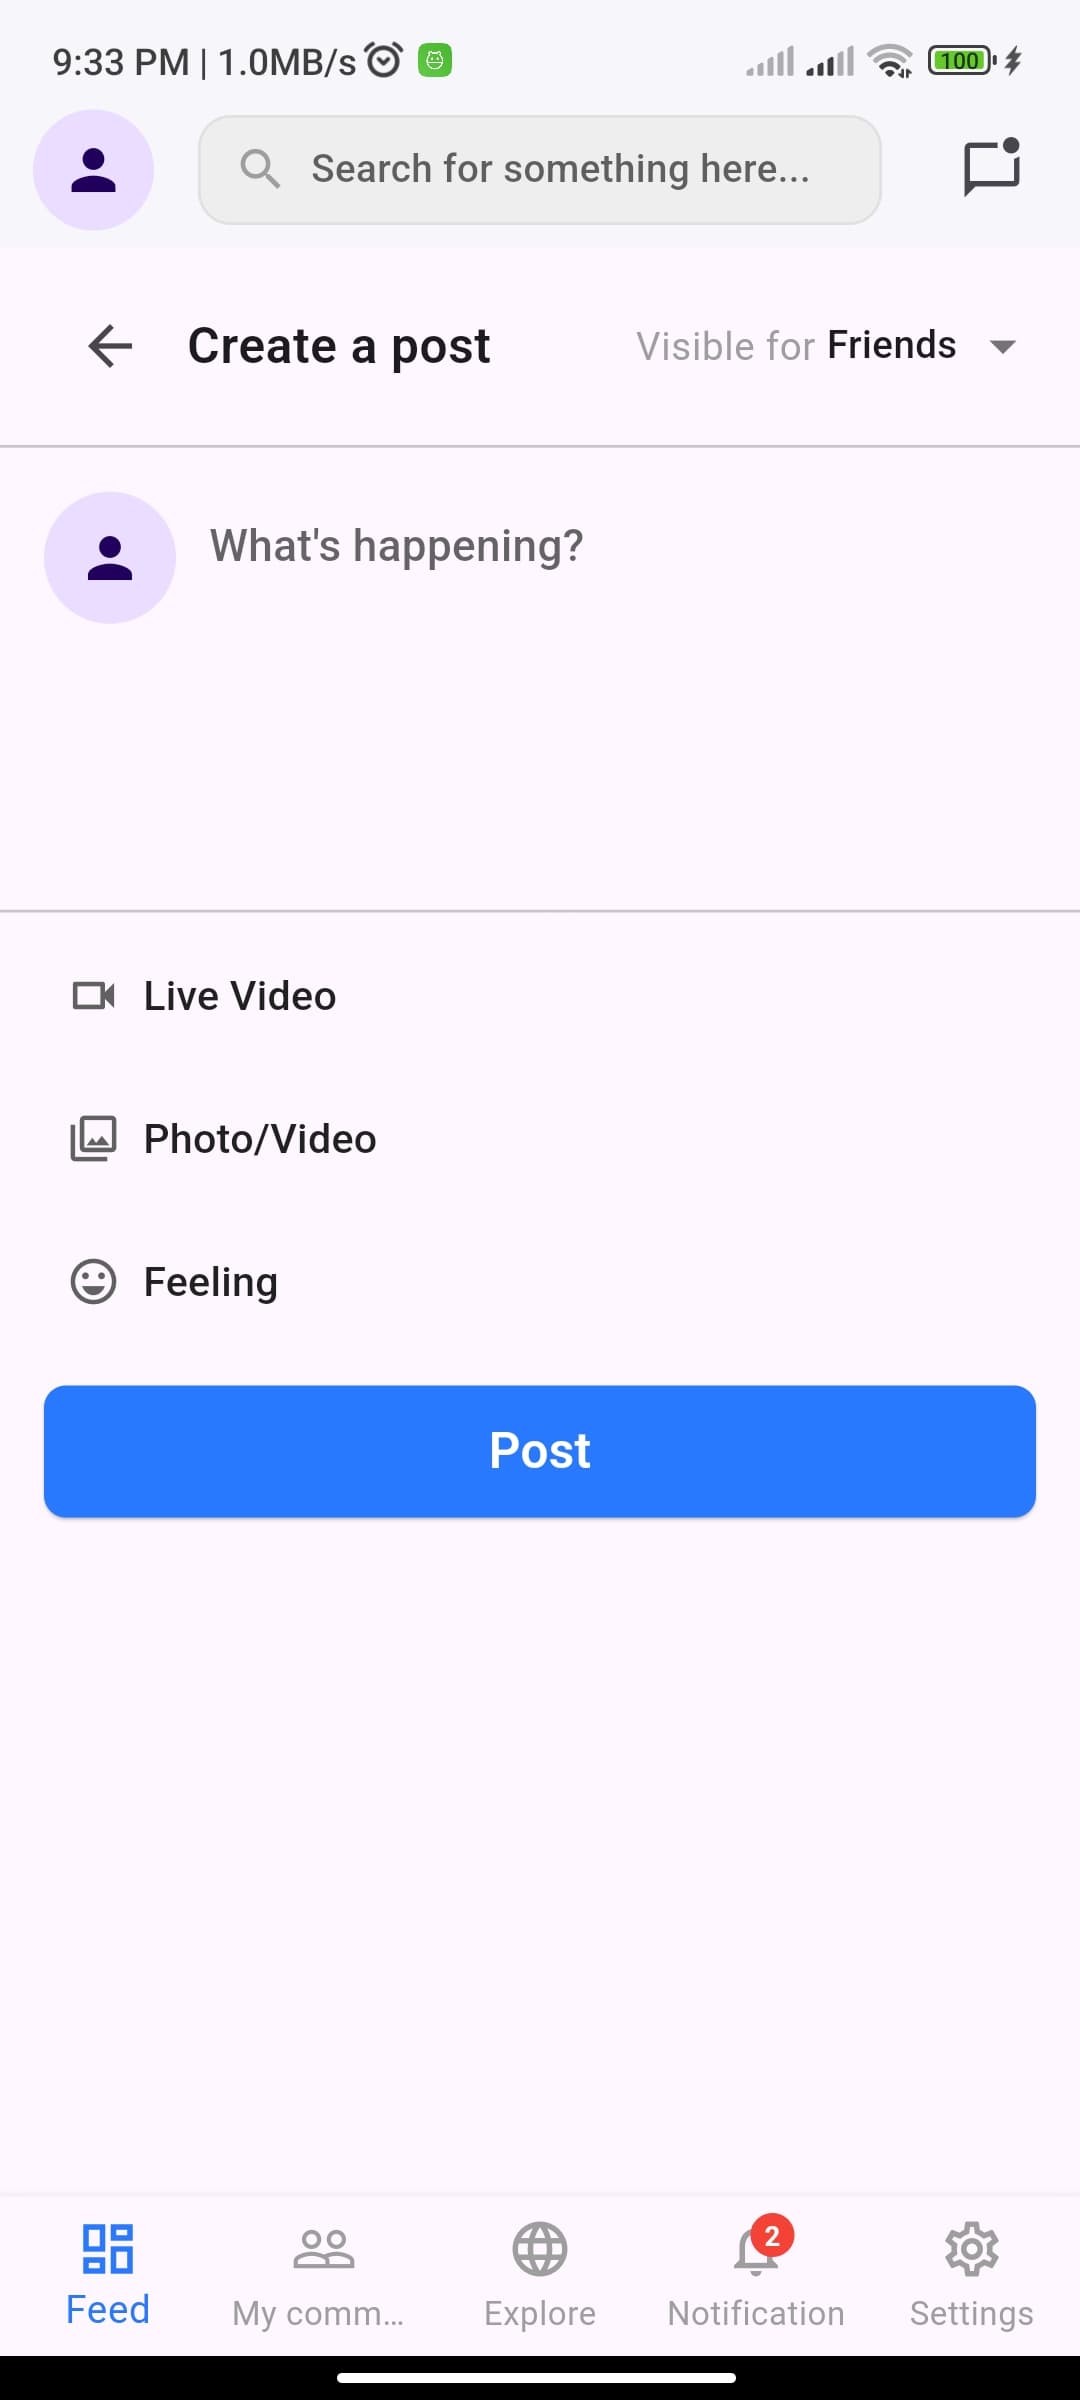 9:33 PM | 1.0MB/s
100
Search for something here...
Create a post
Visible for Friends
What's happening?
Live Video
Photo/Video
Feeling
Post
2
Feed
My comm...
Explore
Notification
Settings